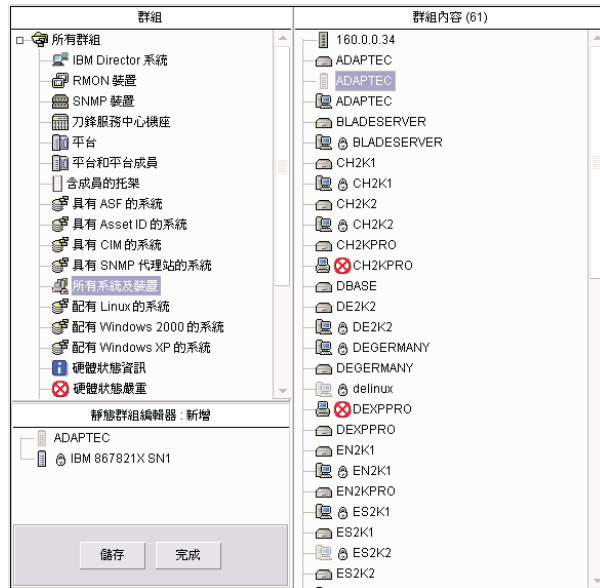 群組
所有群組
IBM Director 系統
RMON 裝置
SNMP 裝置
刀鋒服務中心機座
平台
平台和平台成員
含成員的托架
具有 ASF 的系統
具有 Asset ID 的系統
具有 CIM 的系統
具有 SNMP 代理站的系統
所有系統及裝置
配有 Linux 的系統
配有 Windows 2000 的系統
配有 Windows XP 的系統
硬體狀態資訊
硬體狀態嚴重
靜態群組編輯器 : 新增
ADAPTEC
IBM 867821X SN1
儲存
完成
群組內容 (61)
160.0.0.34
ADAPTEC
ADAPTEC
ADAPTEC
BLADESERVER
BLADESERVER
CH2K1
CH2K1
CH2K2
CH2K2
CH2KPRO
CH2KPRO
DBASE
DE2K2
DE2K2
DEGERMANY
DEGERMANY
delinux
DEXPPRO
DEXPPRO
EN2K1
EN2K1
EN2KPRO
ES2K1
ES2K1
ES2K2
ES2K2